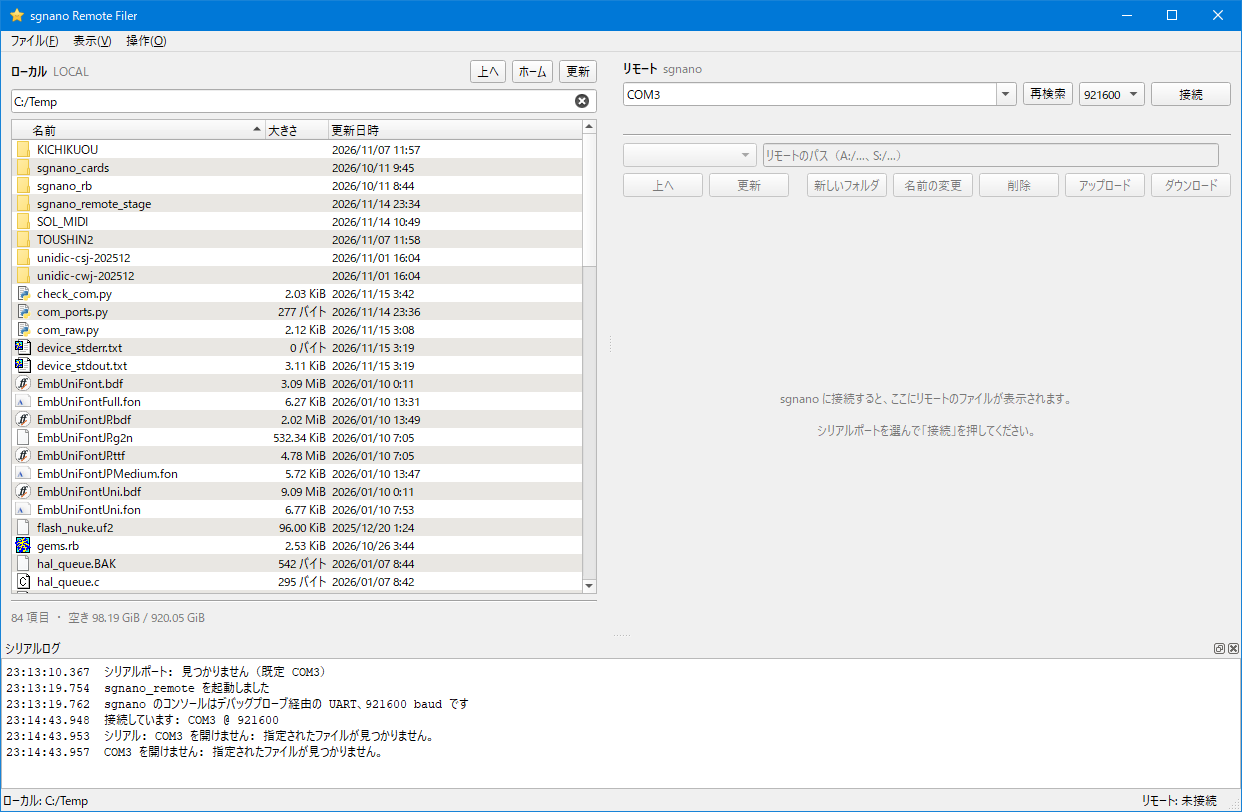 sgnano Remote Filer
ファイル(F) 表示(V) 操作(O)
ローカル LOCAL 上へ ホーム 更新
C:/Temp
名前 大きさ 更新日時
KICHIKUOU 2026/11/07 11:57
sgnano_cards 2026/10/11 9:45
sgnano_rb 2026/10/11 8:44
sgnano_remote_stage 2026/11/14 23:34
SOL_MIDI 2026/11/14 10:49
TOUSHIN2 2026/11/07 11:58
unidic-csj-202512 2026/11/01 16:04
unidic-cwj-202512 2026/11/01 16:04
check_com.py 2.03 KiB 2026/11/15 3:42
com_ports.py 277 バイト 2026/11/14 23:36
com_raw.py 2.12 KiB 2026/11/15 3:08
device_stderr.txt 0 バイト 2026/11/15 3:19
device_stdout.txt 3.11 KiB 2026/11/15 3:19
EmbUniFont.bdf 3.09 MiB 2026/01/10 0:11
EmbUniFontFull.fon 6.27 KiB 2026/01/10 13:31
EmbUniFontJP.bdf 2.02 MiB 2026/01/10 13:49
EmbUniFontJP.g2n 532.34 KiB 2026/01/10 7:05
EmbUniFontJP.ttf 4.78 MiB 2026/01/10 7:05
EmbUniFontJPMedium.fon 5.72 KiB 2026/01/10 13:47
EmbUniFontUni.bdf 9.09 MiB 2026/01/10 0:11
EmbUniFontUni.fon 6.77 KiB 2026/01/10 7:53
flash_nuke.uf2 96.00 KiB 2025/12/20 1:24
gems.rb 2.53 KiB 2026/10/26 3:44
hal_queue.BAK 542 バイト 2026/01/07 8:44
hal_queue.c 295 バイト 2026/01/07 8:42
84 項目 ・ 空き 98.19 GiB / 920.05 GiB
リモート sgnano
COM3 再検索 921600 接続
リモートのパス（A:/...、S:/...）
上へ 更新 新しいフォルダ 名前の変更 削除 アップロード ダウンロード
sgnano に接続すると、ここにリモートのファイルが表示されます。
シリアルポートを選んで「接続」を押してください。
シリアルログ
23:13:10.367 シリアルポート: 見つかりません（既定 COM3）
23:13:19.754 sgnano_remote を起動しました
23:13:19.762 sgnano のコンソールはデバッグプローブ経由の UART、921600 baud です
23:14:43.948 接続しています: COM3 @ 921600
23:14:43.953 シリアル: COM3 を開けません: 指定されたファイルが見つかりません。
23:14:43.957 COM3 を開けません: 指定されたファイルが見つかりません。
ローカル: C:/Temp リモート: 未接続